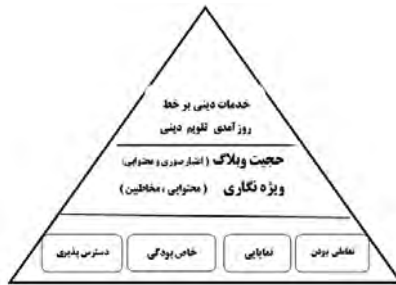 خدمات دینی بر خط
روزآمدی تقویم دینی
حجیت وبلاگ (اعتبار صوری و محتوایی)
ویژه نگاری (محتوایی، مخاطبین)
تعاملی بودن نمایایی خاص بودگی دسترس پذیری